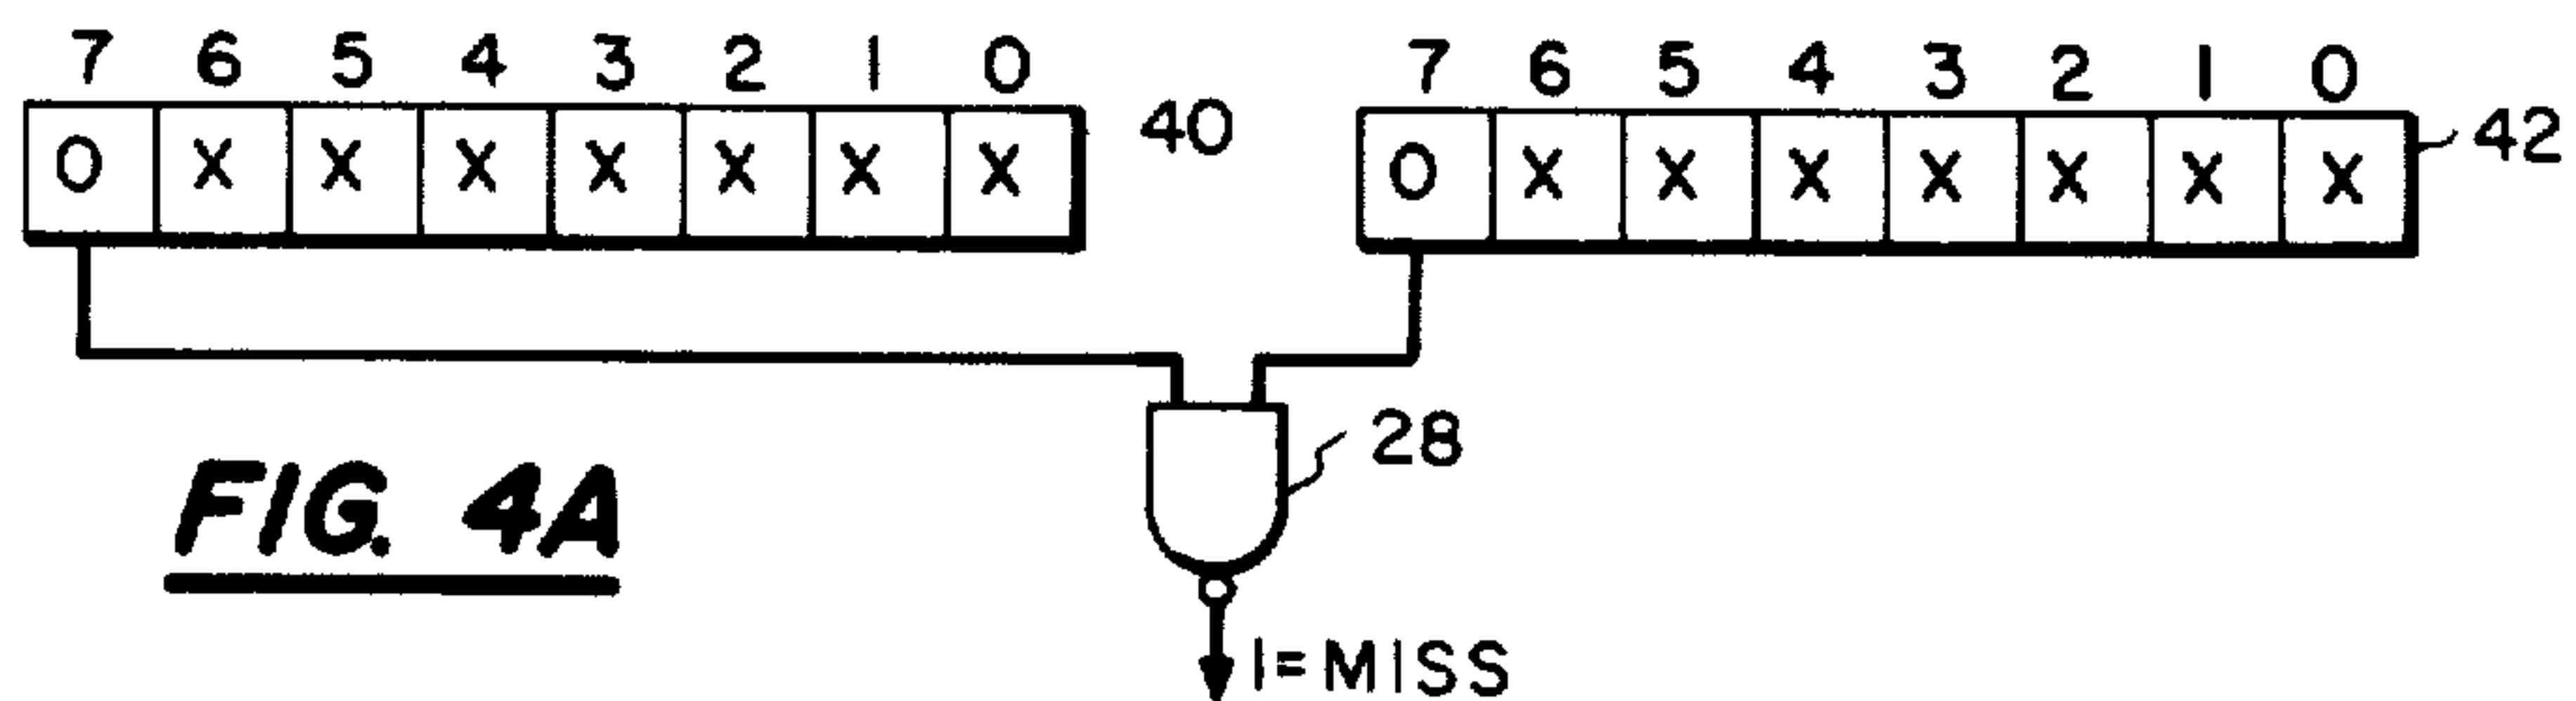 7 6 5 4 3 2 1 0 7 6 5 4 3 2 1 0
0 X X X X X X X 40 0 X X X X X X X 42
28
FIG. 4A
1=MISS